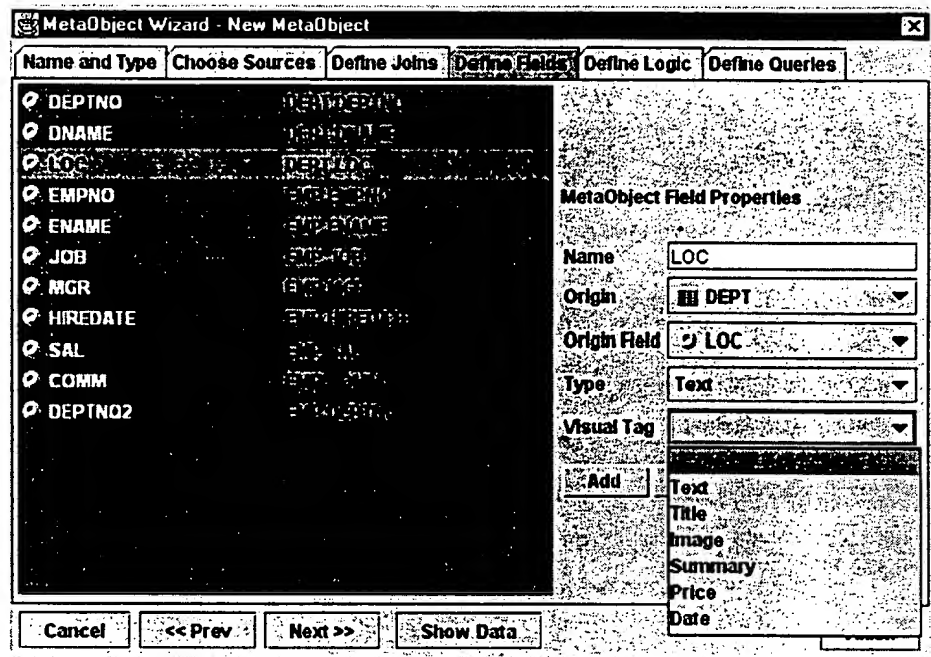 MetaObject Wizard - New MetaObject
Name and Type Choose Sources Define Joins Define Fields Define Logic Define Queries
DEPTNO
DNAME
LOC DEPT.LOC
EMPNO
ENAME
JOB
MGR
HIREDATE
SAL
COMM
DEPTNO2
MetaObject Field Properties
Name LOC
Origin DEPT
Origin Field LOC
Type Text
Visual Tag
Add
Text
Title
Image
Summary
Price
Date
Cancel << Prev Next >> Show Data